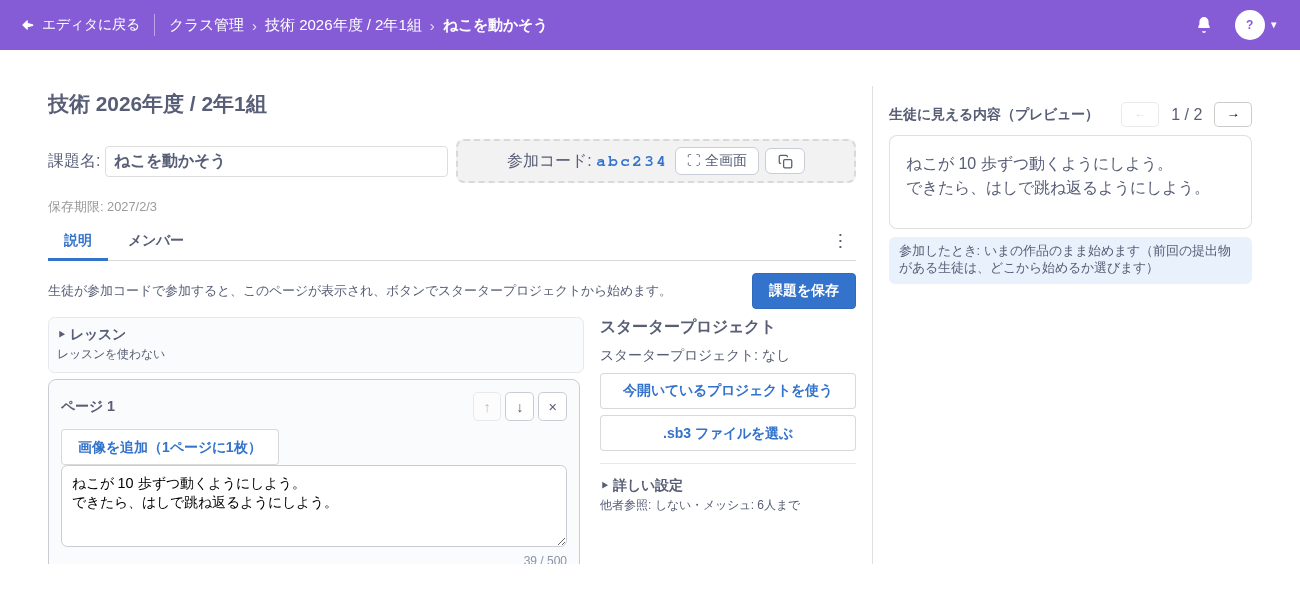 エディタに戻る
クラス管理 › 技術 2026年度 / 2年1組 › ねこを動かそう
?
技術 2026年度 / 2年1組
課題名: ねこを動かそう
参加コード: abc234 全画面
保存期限: 2027/2/3
説明 メンバー
生徒が参加コードで参加すると、このページが表示され、ボタンでスタータープロジェクトから始めます。
課題を保存
レッスン
レッスンを使わない
ページ 1 ↑ ↓ ×
画像を追加（1ページに1枚）
ねこが 10 歩ずつ動くようにしよう。
できたら、はしで跳ね返るようにしよう。
39 / 500
スタータープロジェクト
スタータープロジェクト: なし
今開いているプロジェクトを使う
.sb3 ファイルを選ぶ
詳しい設定
他者参照: しない・メッシュ: 6人まで
生徒に見える内容（プレビュー） ← 1 / 2 →
ねこが 10 歩ずつ動くようにしよう。
できたら、はしで跳ね返るようにしよう。
参加したとき: いまの作品のまま始めます（前回の提出物
がある生徒は、どこから始めるか選びます）